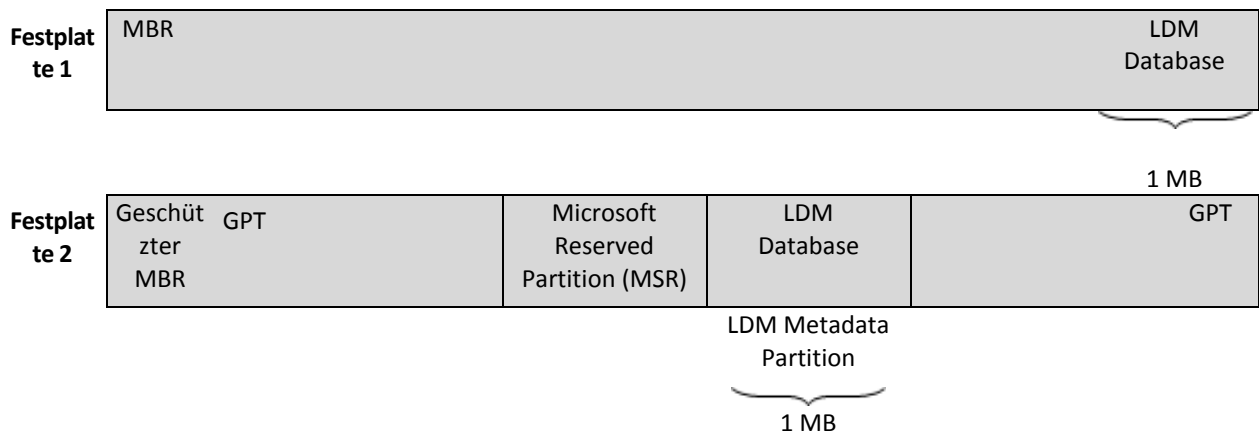 Festplat
te 1
MBR
LDM
Database
1 MB
Festplat
te 2
Geschüt
zter
MBR
GPT
Microsoft
Reserved
Partition (MSR)
LDM
Database
GPT
LDM Metadata
Partition
1 MB